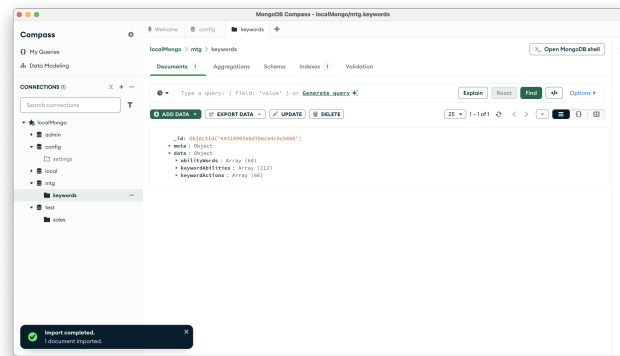 MongoDB Compass - localMongo/mtg.keywords
Compass
Welcome
config
keywords
My Queries
Data Modeling
localMongo > mtg > keywords
Open MongoDB shell
Documents 1 Aggregations Schema Indexes 1 Validation
CONNECTIONS (1)
Search connections
Type a query: { field: 'value' } or Generate query
Explain Reset Find </> Options
ADD DATA EXPORT DATA UPDATE DELETE
25 1–1 of 1
localMongo
admin
config
settings
local
mtg
keywords
test
sales
meta : Object
data : Object
abilityWords : Array (64)
keywordAbilities : Array (212)
keywordActions : Array (66)
Import completed.
1 document imported.